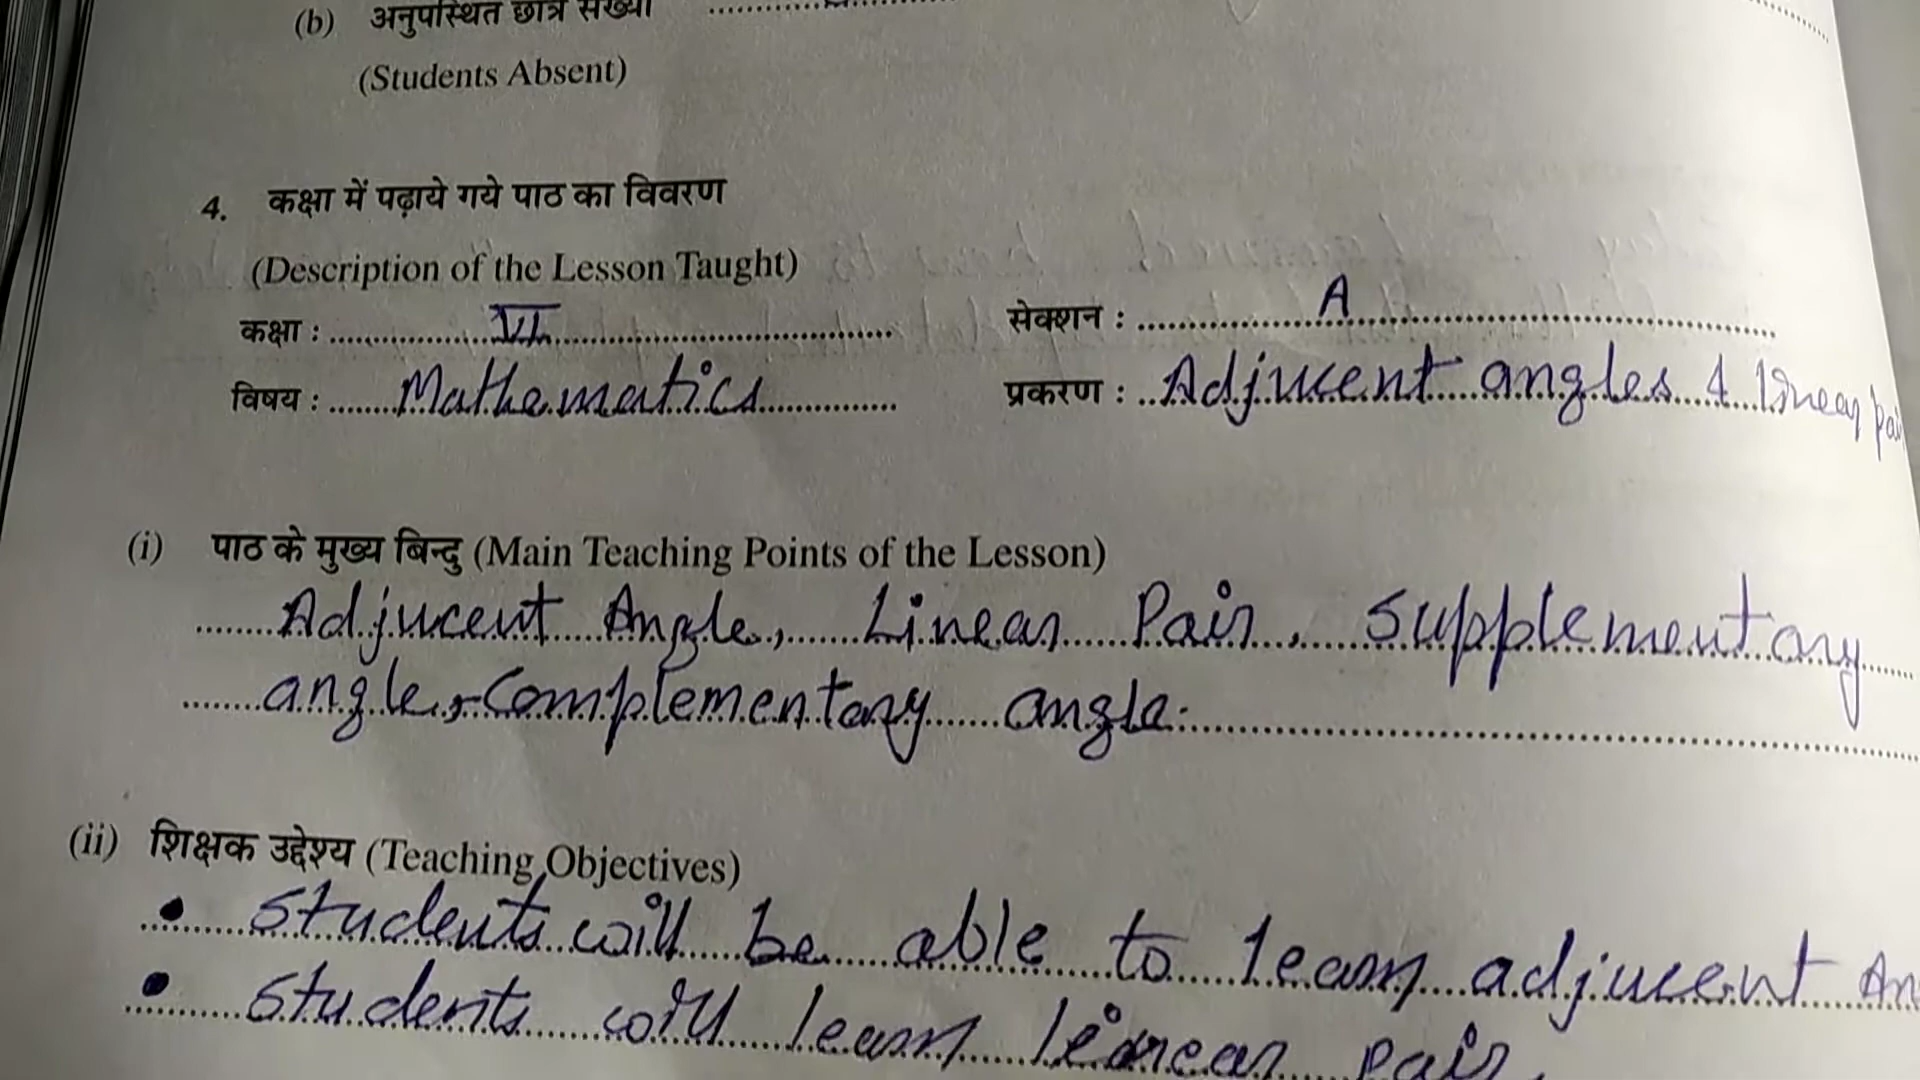 (b) अनुपस्थित छात्र संख्या
(Students Absent)
4. कक्षा में पढ़ाये गये पाठ का विवरण
(Description of the Lesson Taught)
कक्षा : VI सेक्शन : A
विषय : Mathematics प्रकरण : Adjucent angles & linear pai
(i) पाठ के मुख्य बिन्दु (Main Teaching Points of the Lesson)
Adjucent Angle, Linear Pair, Supplementary
angle, Complementary angle.
(ii) शिक्षक उद्देश्य (Teaching Objectives)
• Students will be able to learn adjucent An
• Students will learn linear pair.